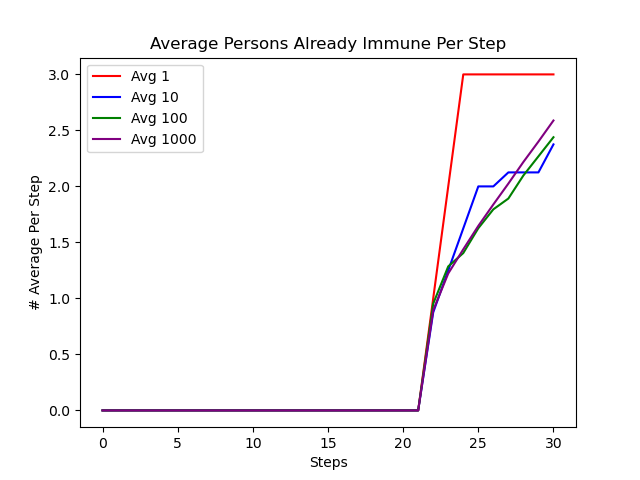 Average Persons Already Immune Per Step
Avg 1
Avg 10
Avg 100
Avg 1000
# Average Per Step
3.0
2.5
2.0
1.5
1.0
0.5
0.0
0 5 10 15 20 25 30
Steps